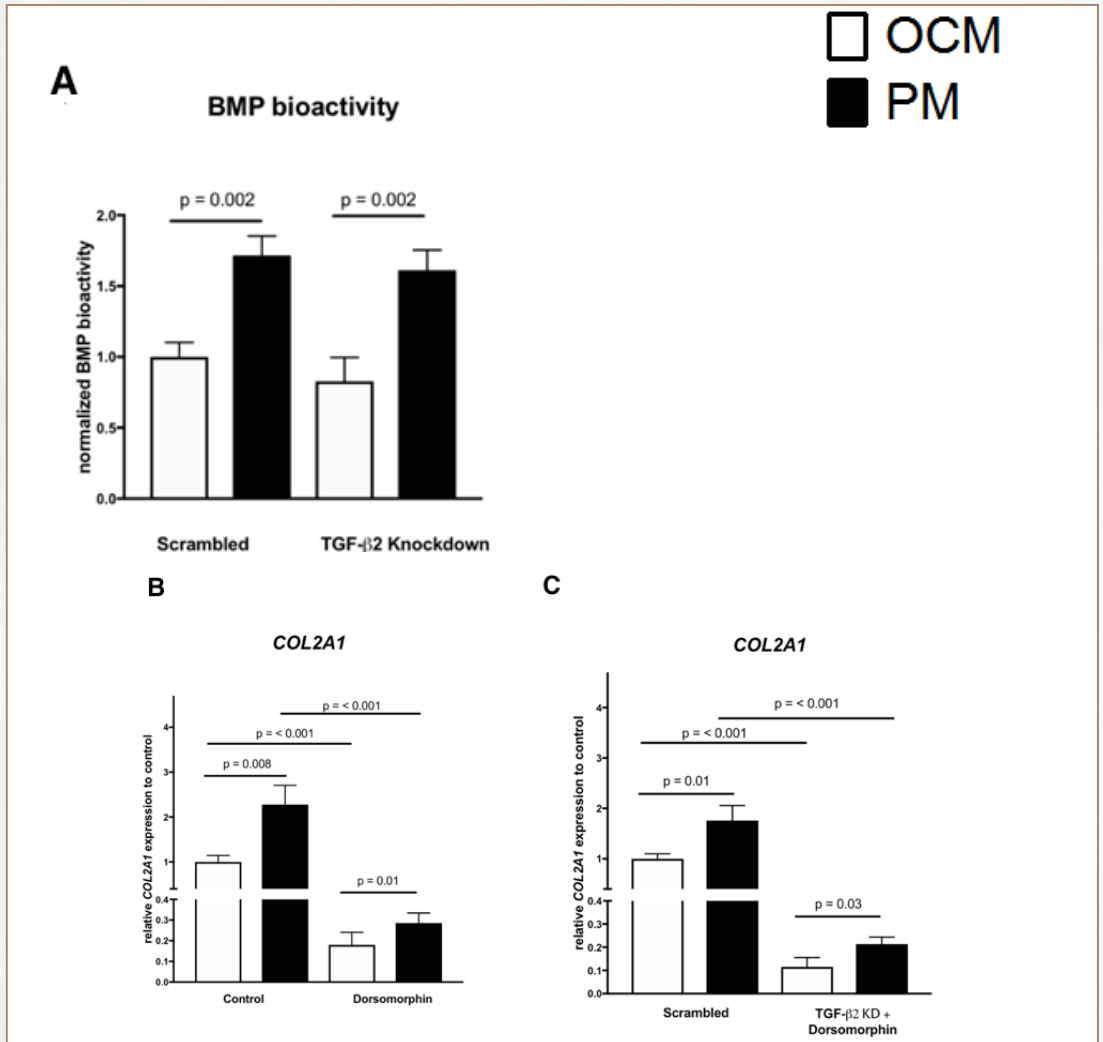 OCM
PM
A
BMP bioactivity
p = 0.002
p = 0.002
normalized BMP bioactivity
2.0
1.5
1.0
0.5
0.0
Scrambled
TGF-β2 Knockdown
B
COL2A1
p = < 0.001
p = < 0.001
p = 0.008
p = 0.01
relative COL2A1 expression to control
4
3
2
1
0.4
0.3
0.2
0.1
0.0
Control
Dorsomorphin
C
COL2A1
p = < 0.001
p = < 0.001
p = 0.01
p = 0.03
relative COL2A1 expression to control
4
3
2
1
0.4
0.3
0.2
0.1
0.0
Scrambled
TGF-β2 KD +
Dorsomorphin